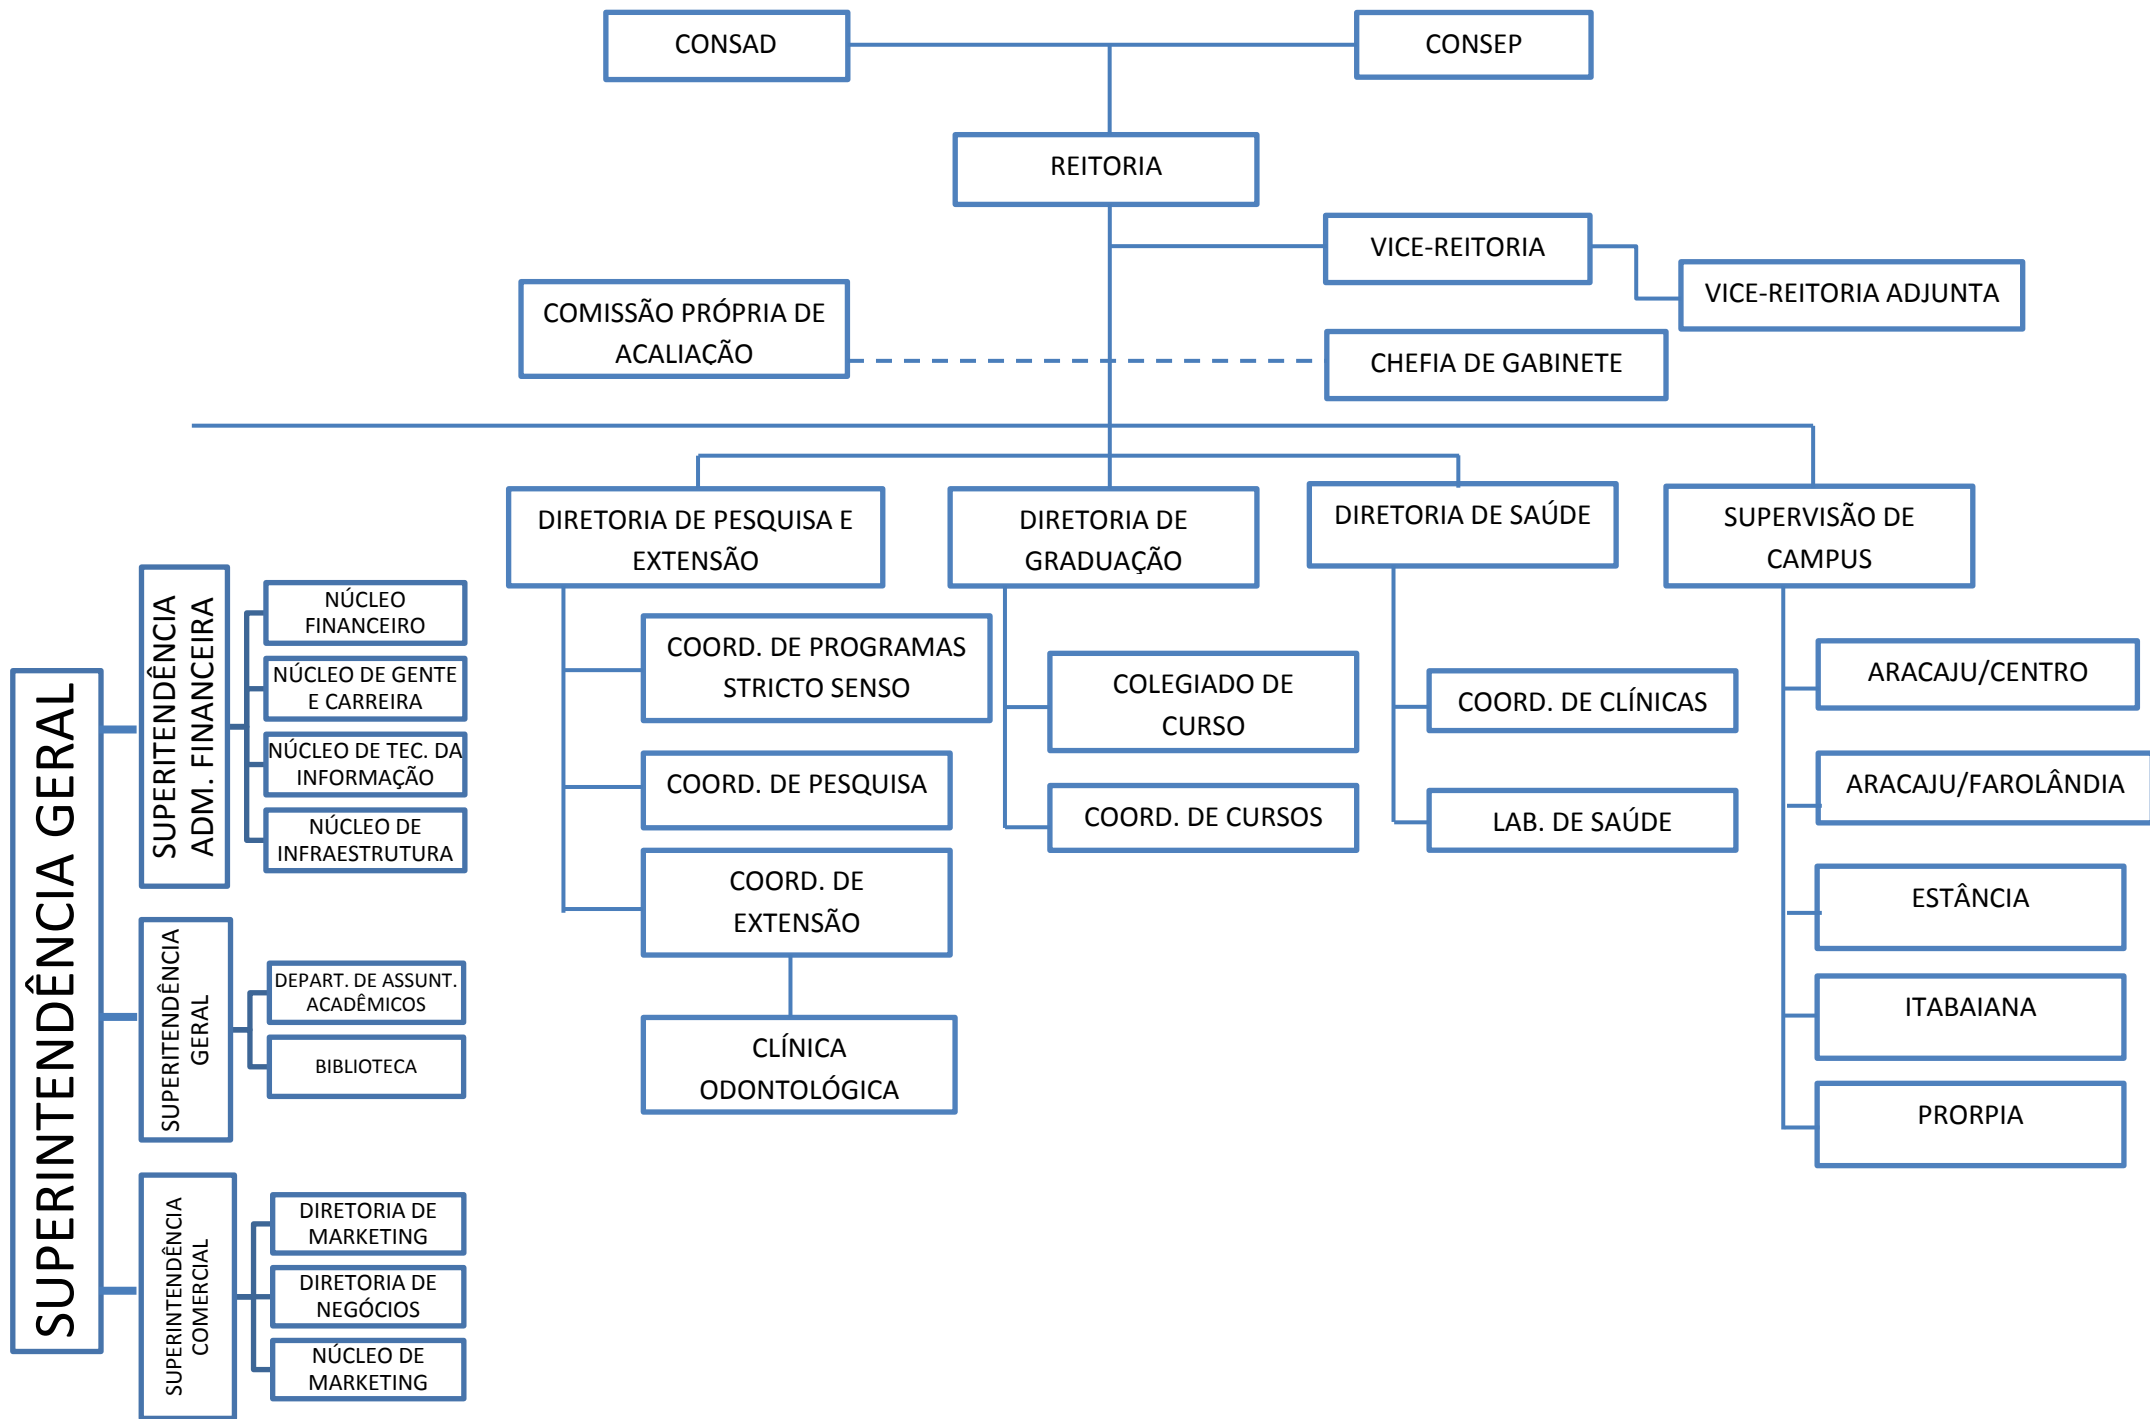 CONSAD
CONSEP
REITORIA
VICE-REITORIA
VICE-REITORIA ADJUNTA
COMISSÃO PRÓPRIA DE
ACALIAÇÃO
CHEFIA DE GABINETE
DIRETORIA DE PESQUISA E
EXTENSÃO
DIRETORIA DE
GRADUAÇÃO
DIRETORIA DE SAÚDE
SUPERVISÃO DE
CAMPUS
COORD. DE PROGRAMAS
STRICTO SENSO
COORD. DE PESQUISA
COORD. DE
EXTENSÃO
CLÍNICA
ODONTOLÓGICA
COLEGIADO DE
CURSO
COORD. DE CURSOS
COORD. DE CLÍNICAS
LAB. DE SAÚDE
ARACAJU/CENTRO
ARACAJU/FAROLÂNDIA
ESTÂNCIA
ITABAIANA
PRORPIA
SUPERINTENDÊNCIA GERAL
SUPERITENDÊNCIA
ADM. FINANCEIRA
NÚCLEO
FINANCEIRO
NÚCLEO DE GENTE
E CARREIRA
NÚCLEO DE TEC. DA
INFORMAÇÃO
NÚCLEO DE
INFRAESTRUTURA
SUPERITENDÊNCIA
GERAL
DEPART. DE ASSUNT.
ACADÊMICOS
BIBLIOTECA
SUPERINTENDÊNCIA
COMERCIAL
DIRETORIA DE
MARKETING
DIRETORIA DE
NEGÓCIOS
NÚCLEO DE
MARKETING